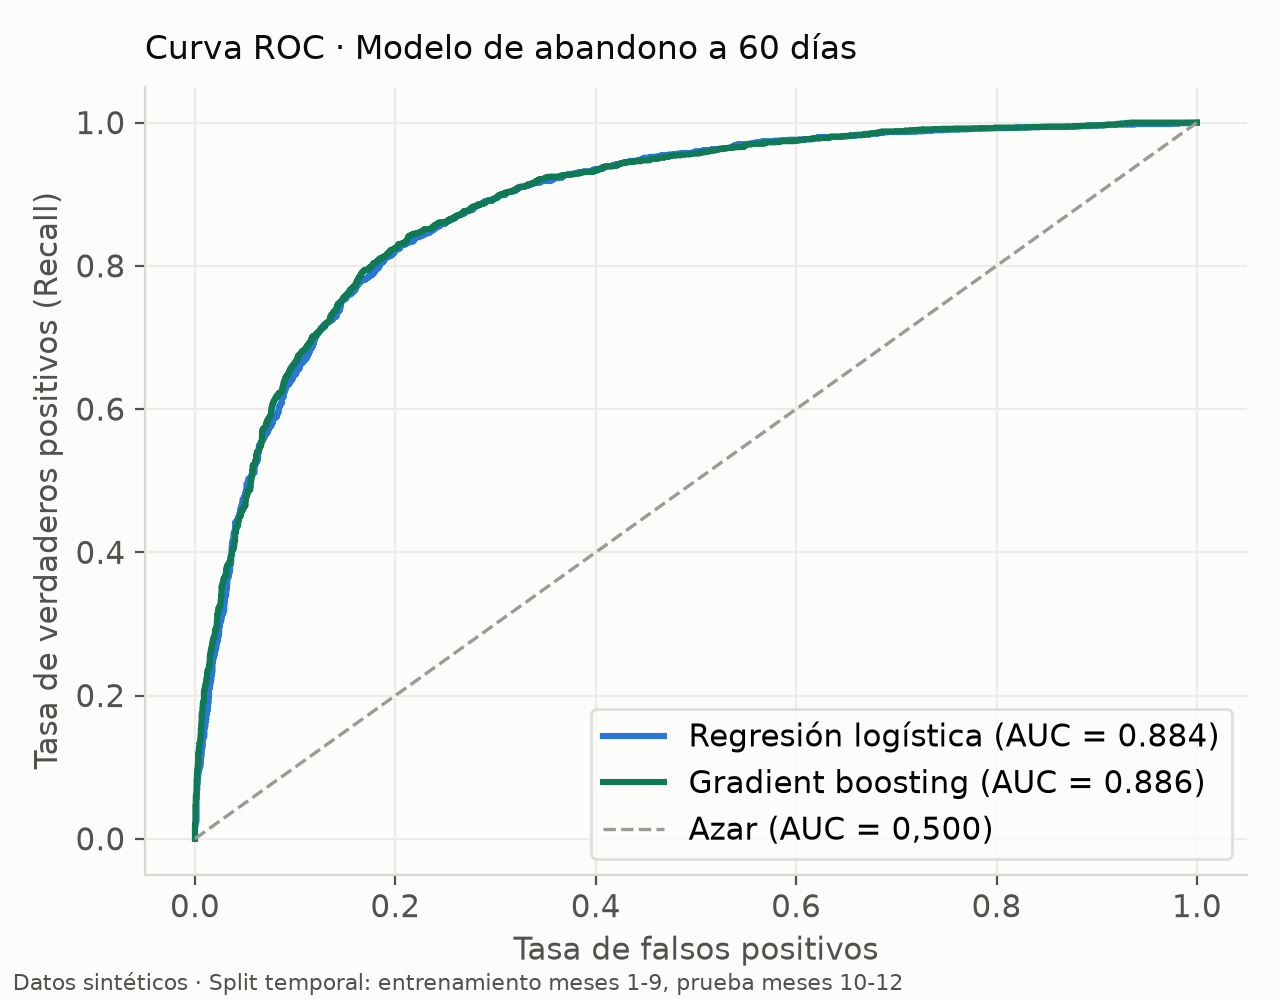 Curva ROC · Modelo de abandono a 60 días
Tasa de verdaderos positivos (Recall)
1.0
0.8
0.6
0.4
0.2
0.0
Regresión logística (AUC = 0.884)
Gradient boosting (AUC = 0.886)
Azar (AUC = 0,500)
0.0 0.2 0.4 0.6 0.8 1.0
Tasa de falsos positivos
Datos sintéticos · Split temporal: entrenamiento meses 1-9, prueba meses 10-12